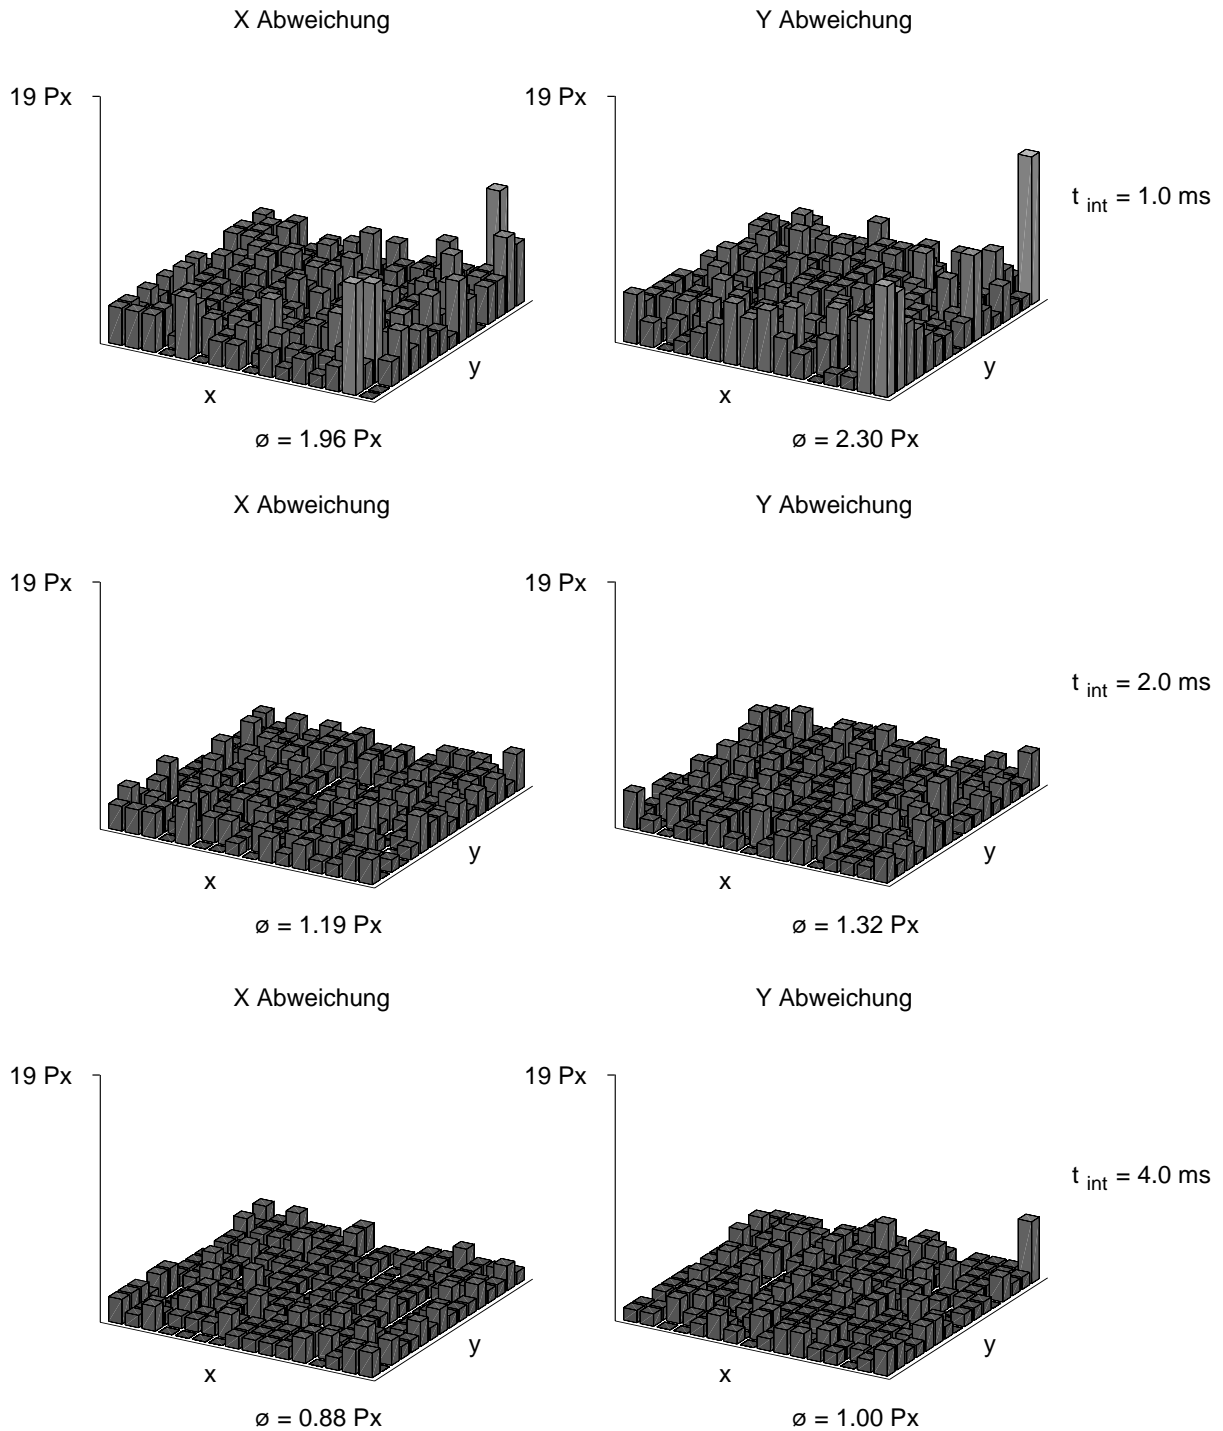 X Abweichung
Y Abweichung
19 Px
19 Px
t int = 1.0 ms
y
y
x
x
ø = 1.96 Px
ø = 2.30 Px
X Abweichung
Y Abweichung
19 Px
19 Px
t int = 2.0 ms
y
y
x
x
ø = 1.19 Px
ø = 1.32 Px
X Abweichung
Y Abweichung
19 Px
19 Px
t int = 4.0 ms
y
y
x
x
ø = 0.88 Px
ø = 1.00 Px